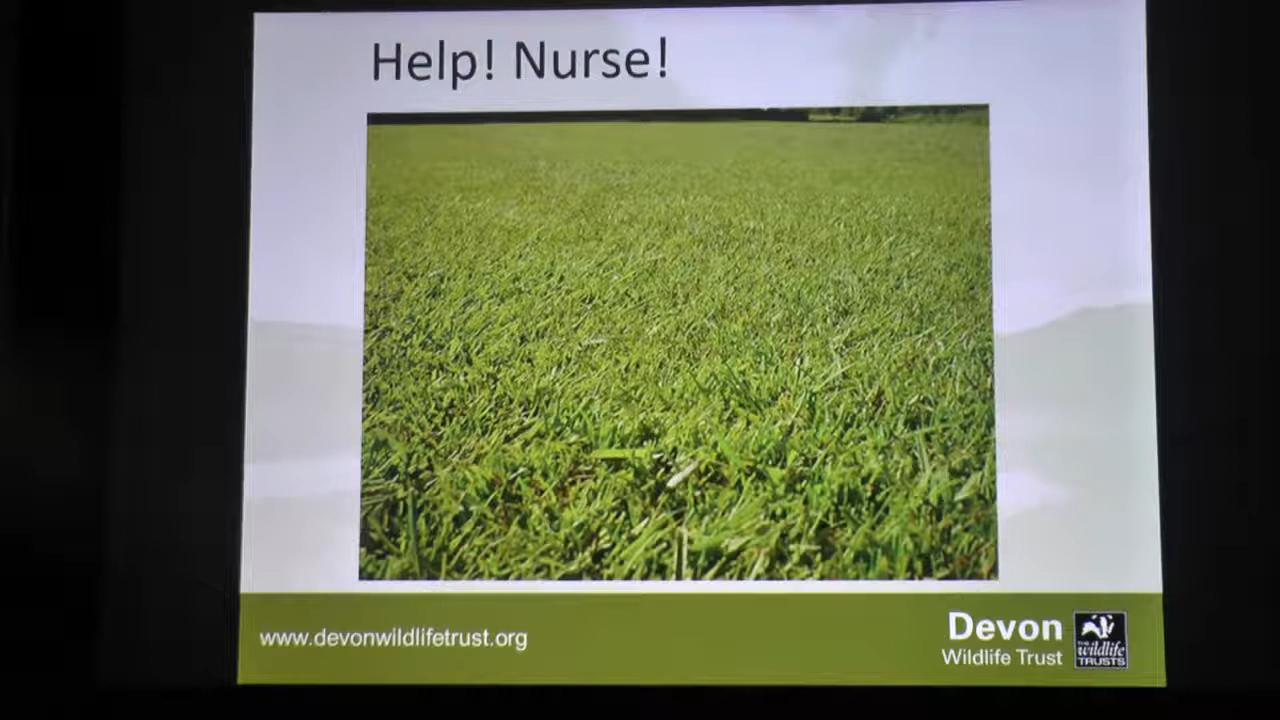 Help! Nurse!
www.devonwildlifetrust.org
Devon
Wildlife Trust
THE
wildlife
TRUSTS